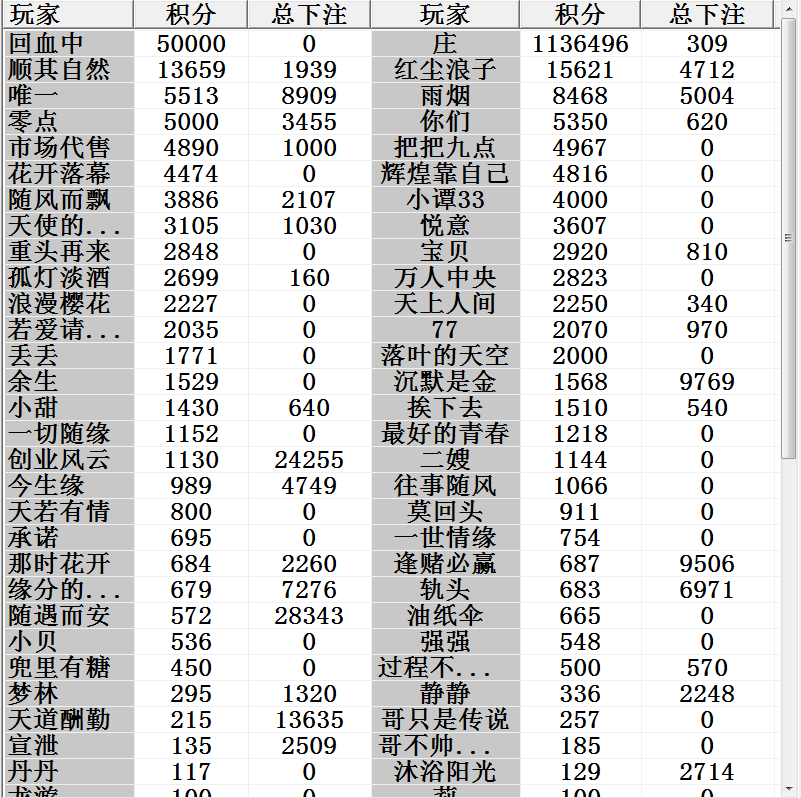 玩家 积分 总下注 玩家 积分 总下注
回血中 50000 0 庄 1136496 309
顺其自然 13659 1939 红尘浪子 15621 4712
唯一 5513 8909 雨烟 8468 5004
零点 5000 3455 你们 5350 620
市场代售 4890 1000 把把九点 4967 0
花开落幕 4474 0 辉煌靠自己 4816 0
随风而飘 3886 2107 小谭33 4000 0
天使的... 3105 1030 悦意 3607 0
重头再来 2848 0 宝贝 2920 810
孤灯淡酒 2699 160 万人中央 2823 0
浪漫樱花 2227 0 天上人间 2250 340
若爱请... 2035 0 77 2070 970
丢丢 1771 0 落叶的天空 2000 0
余生 1529 0 沉默是金 1568 9769
小甜 1430 640 挨下去 1510 540
一切随缘 1152 0 最好的青春 1218 0
创业风云 1130 24255 二嫂 1144 0
今生缘 989 4749 往事随风 1066 0
天若有情 800 0 莫回头 911 0
承诺 695 0 一世情缘 754 0
那时花开 684 2260 逢赌必赢 687 9506
缘分的... 679 7276 轨头 683 6971
随遇而安 572 28343 油纸伞 665 0
小贝 536 0 强强 548 0
兜里有糖 450 0 过程不... 500 570
梦林 295 1320 静静 336 2248
天道酬勤 215 13635 哥只是传说 257 0
宣泄 135 2509 哥不帅... 185 0
丹丹 117 0 沐浴阳光 129 2714
龙游 100 0 100 0